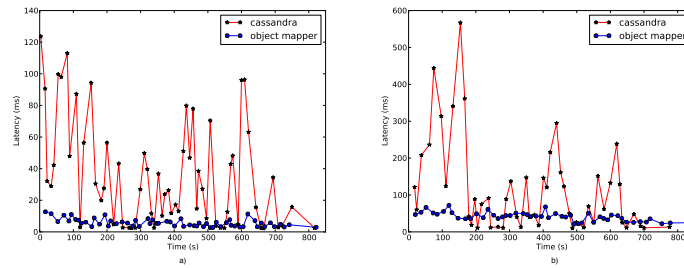 140
120
100
80
60
40
20
0
Latency (ms)
0 100 200 300 400 500 600 700 800
Time (s)
cassandra
object mapper
a)
600
500
400
300
200
100
0
Latency (ms)
0 100 200 300 400 500 600 700 800
Time (s)
cassandra
object mapper
b)